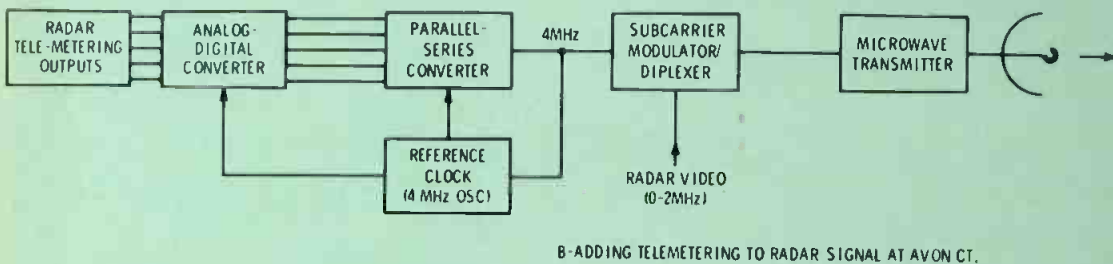 RADAR
TELE-METERING
OUTPUTS
ANALOG-
DIGITAL
CONVERTER
PARALLEL-
SERIES
CONVERTER
4MHz
SUBCARRIER
MODULATOR/
DIPLEXER
MICROWAVE
TRANSMITTER
REFERENCE
CLOCK
(4 MHz OSC)
RADAR VIDEO
(0-2MHz)
B-ADDING TELEMETERING TO RADAR SIGNAL AT AVON CT.